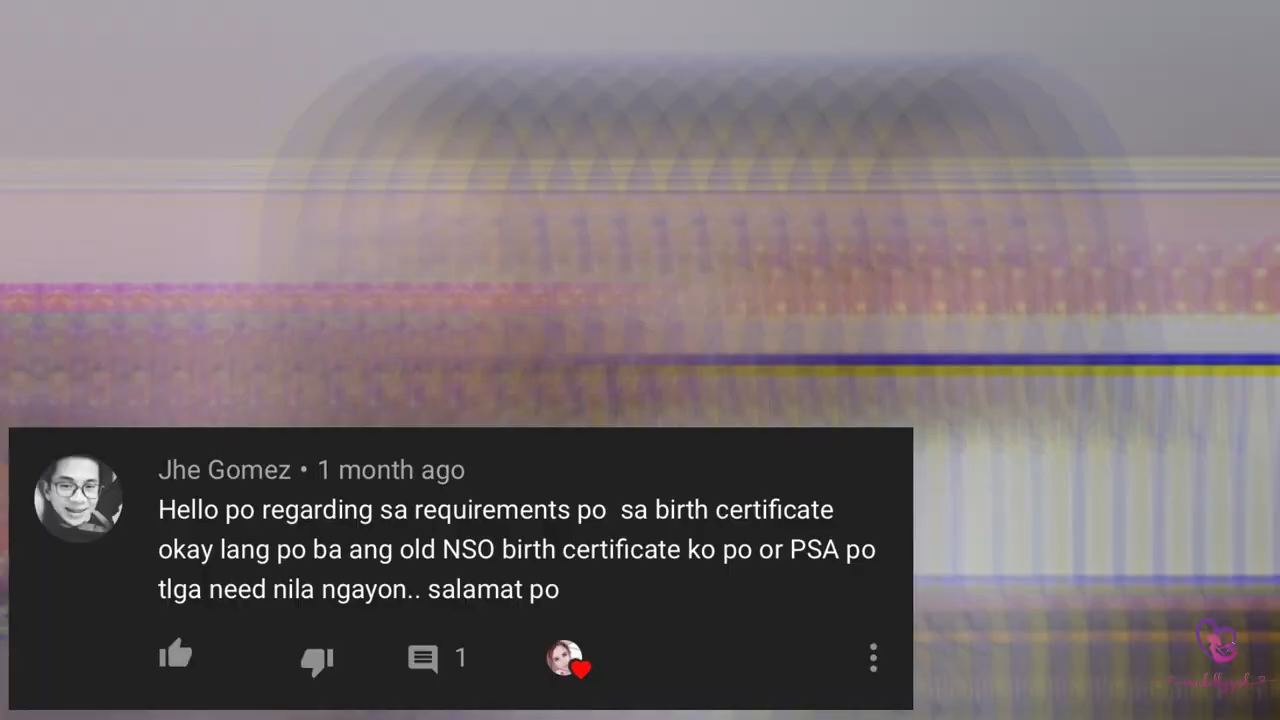 Jhe Gomez • 1 month ago
Hello po regarding sa requirements po  sa birth certificate
okay lang po ba ang old NSO birth certificate ko po or PSA po
tlga need nila ngayon.. salamat po
1